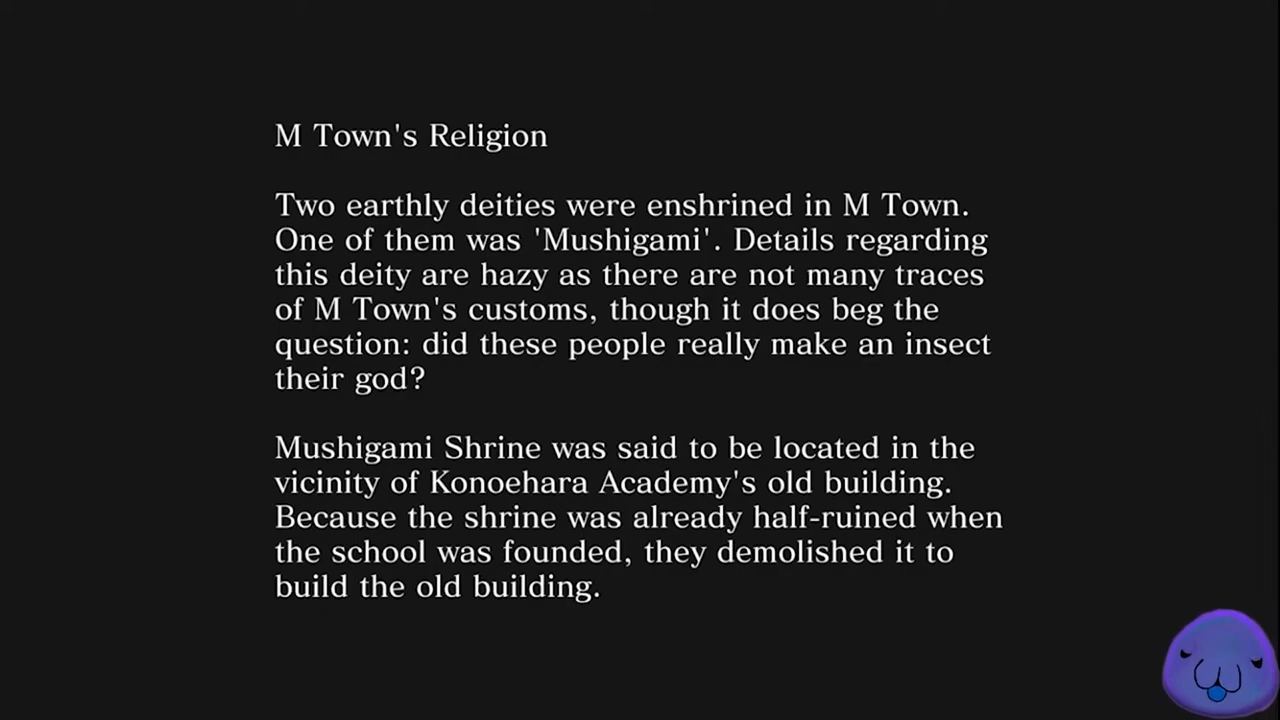 M Town's Religion
Two earthly deities were enshrined in M Town.
One of them was 'Mushigami'. Details regarding
this deity are hazy as there are not many traces
of M Town's customs, though it does beg the
question: did these people really make an insect
their god?
Mushigami Shrine was said to be located in the
vicinity of Konoehara Academy's old building.
Because the shrine was already half-ruined when
the school was founded, they demolished it to
build the old building.